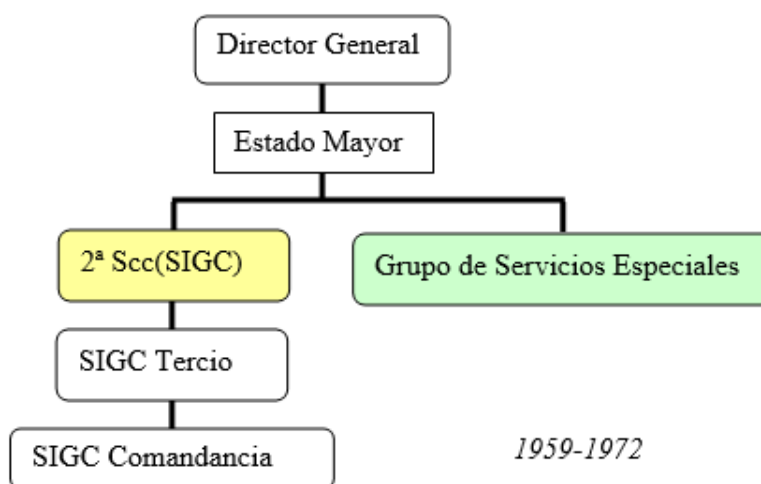 Director General
Estado Mayor
2ª Scc(SIGC)
Grupo de Servicios Especiales
SIGC Tercio
SIGC Comandancia
1959-1972